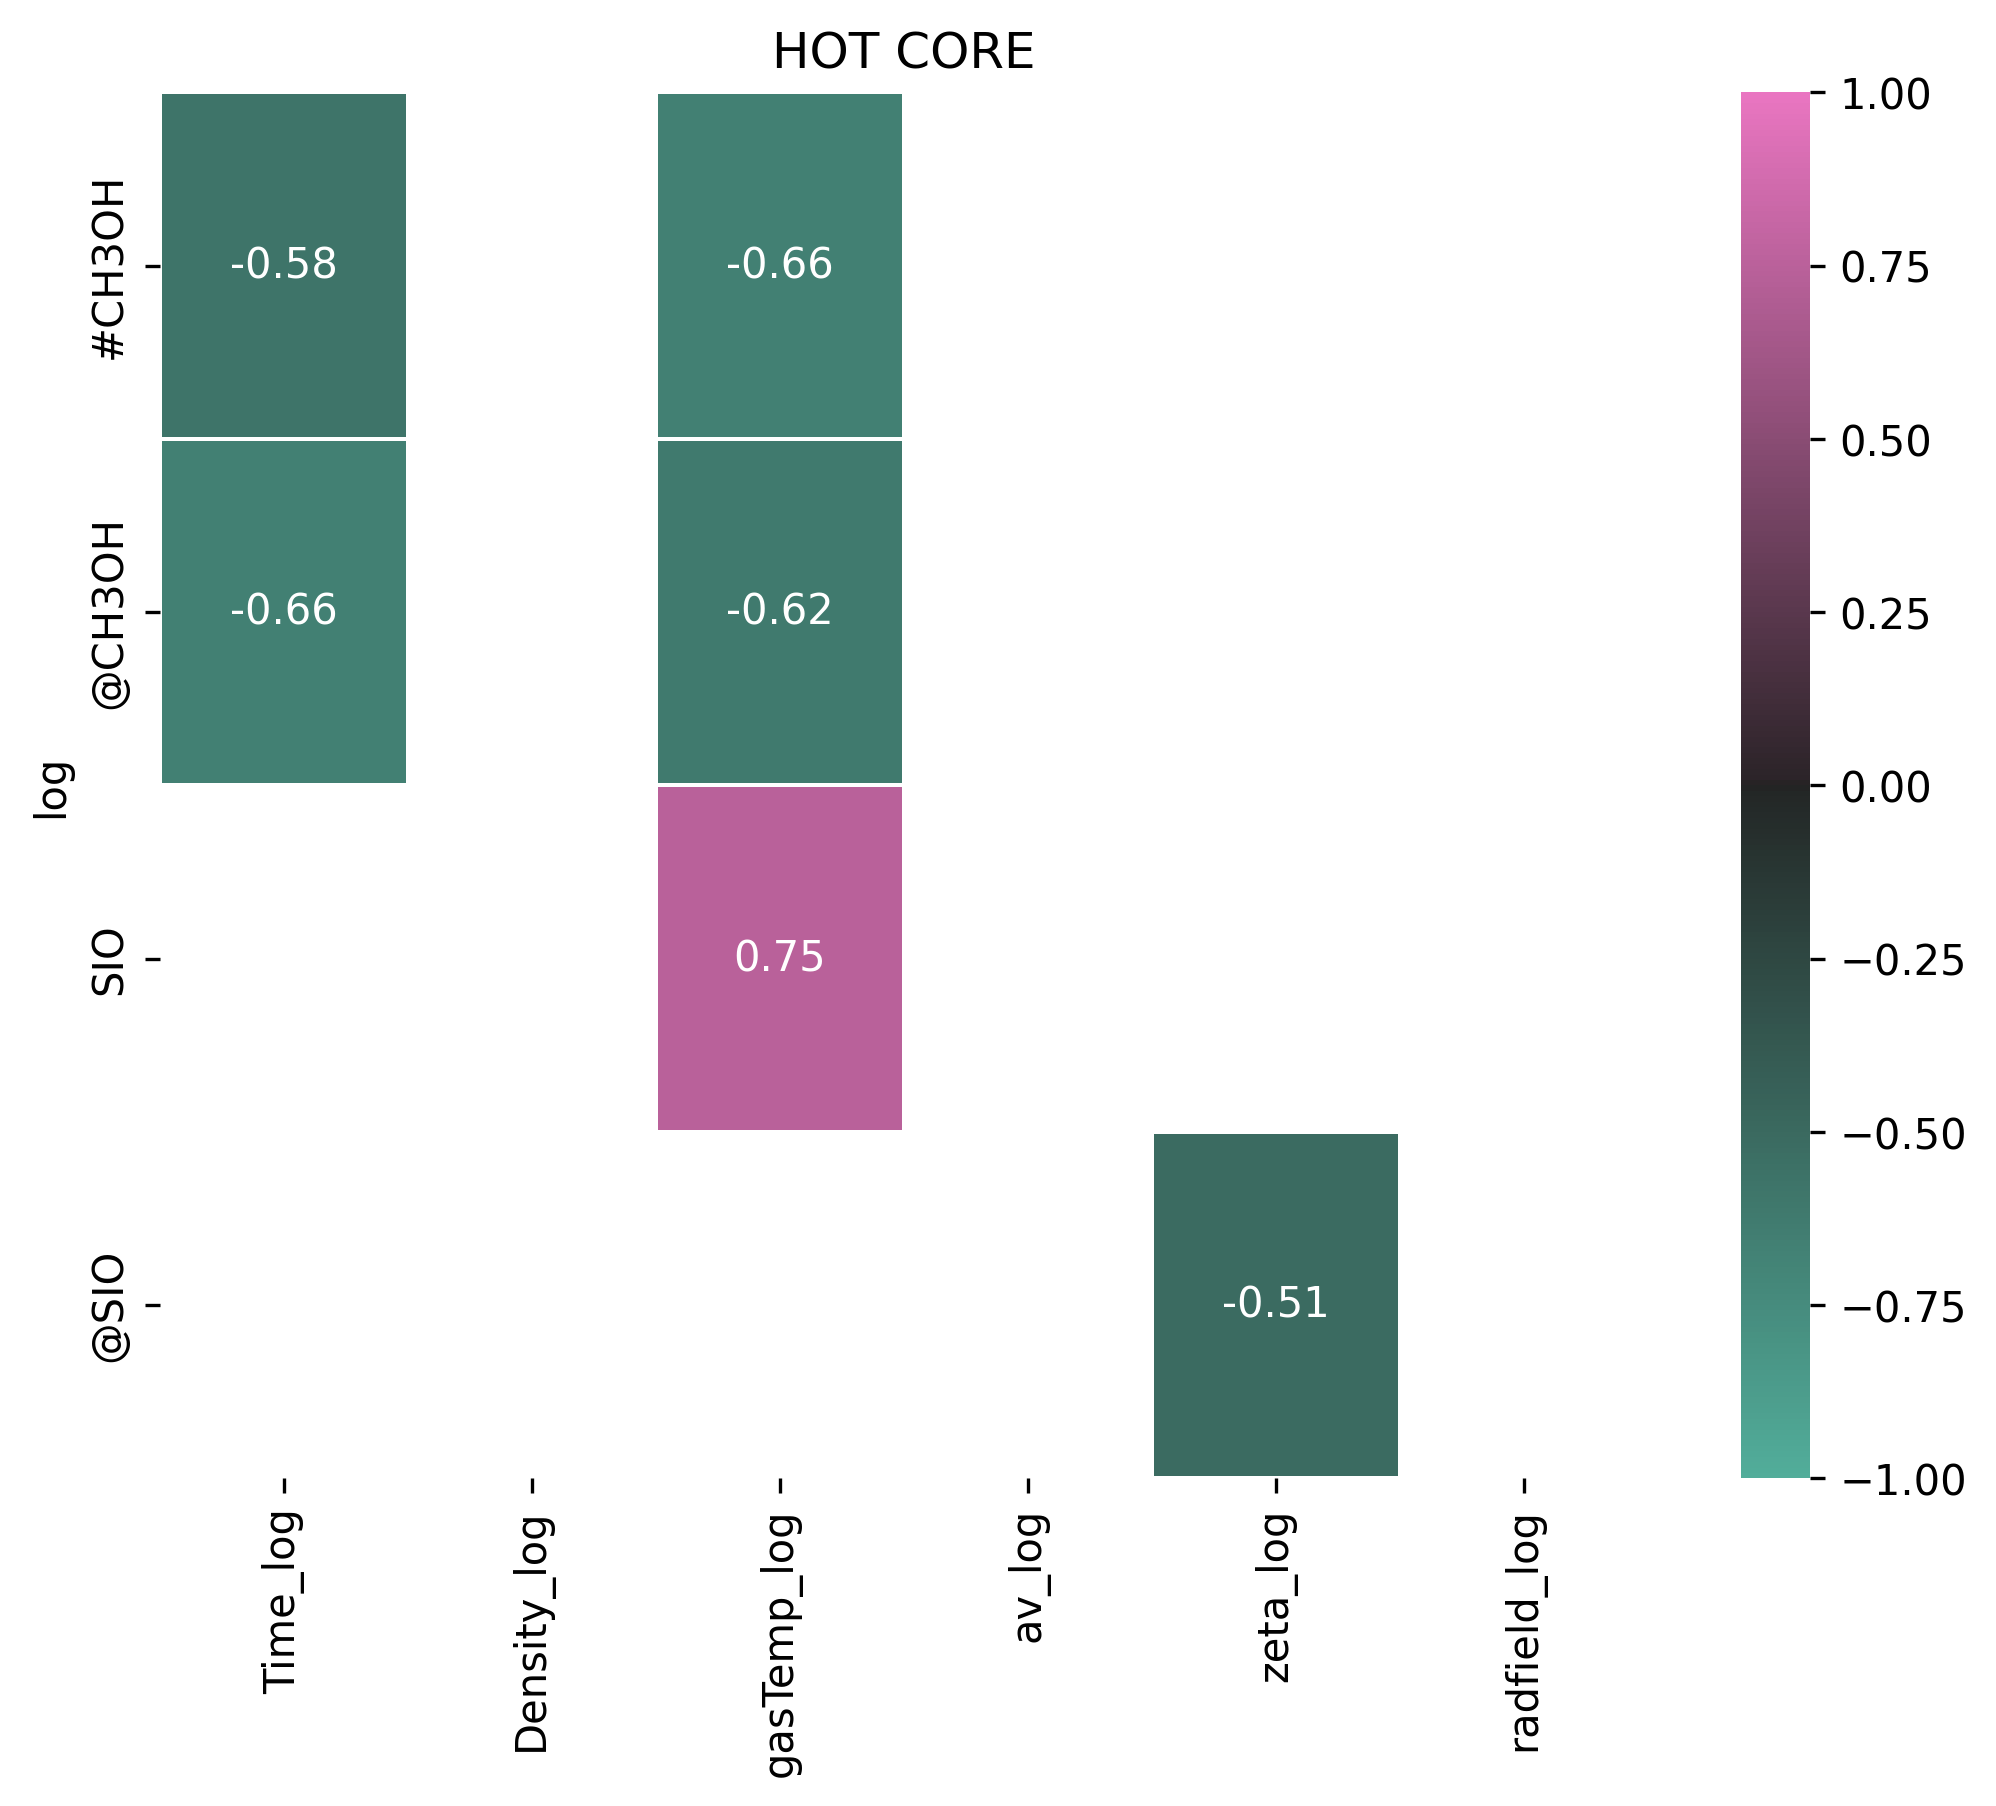 HOT CORE
log
#CH3OH
@CH3OH
SIO
@SIO
-0.58
-0.66
-0.66
-0.62
0.75
-0.51
Time_log
Density_log
gasTemp_log
av_log
zeta_log
radfield_log
1.00
0.75
0.50
0.25
0.00
−0.25
−0.50
−0.75
−1.00